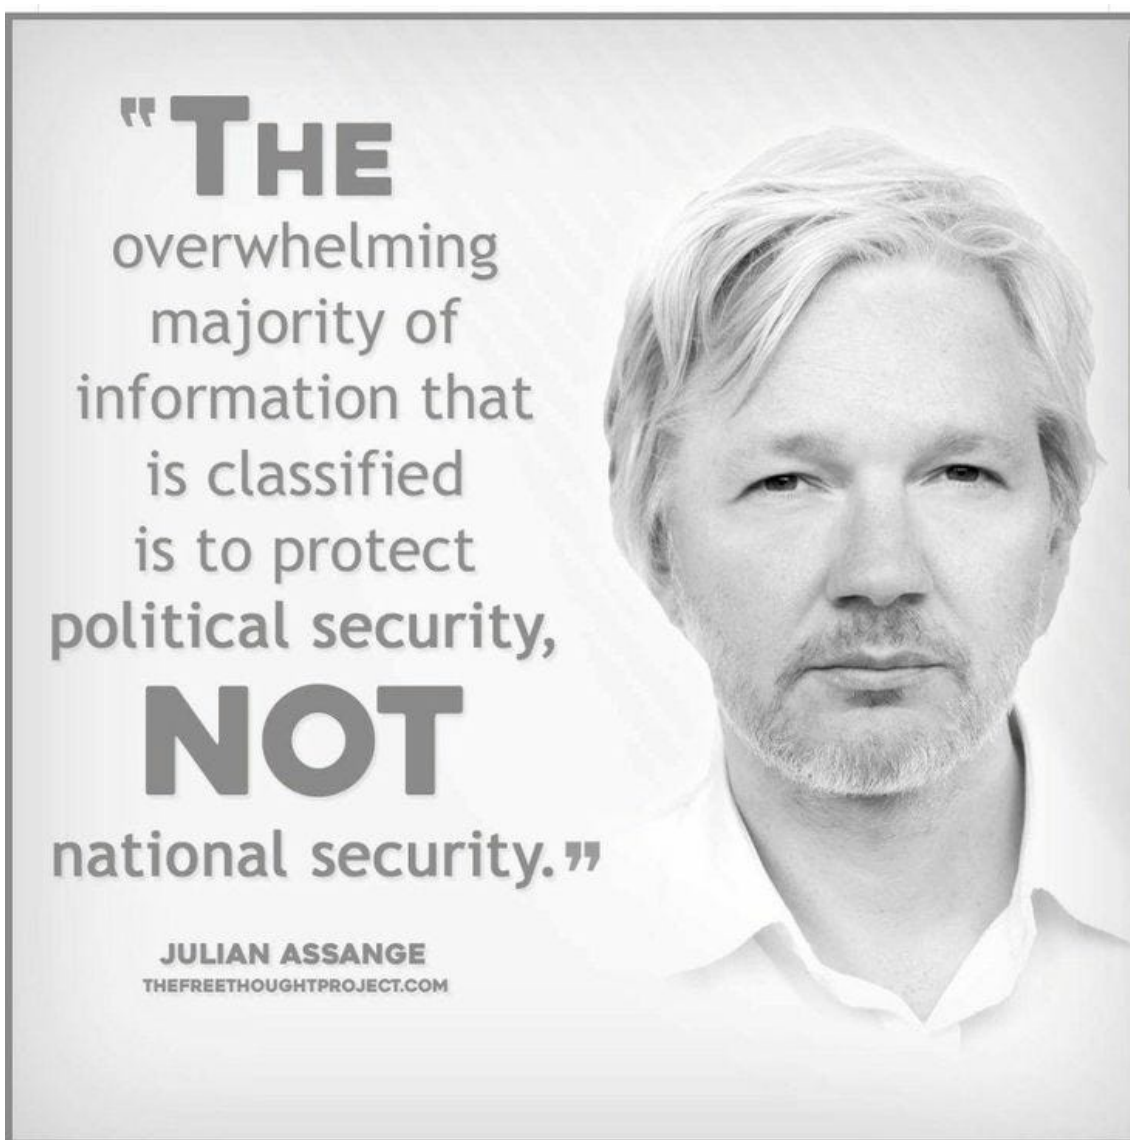 "THE
overwhelming
majority of
information that
is classified
is to protect
political security,
NOT
national security."
JULIAN ASSANGE
THEFREETHOUGHTPROJECT.COM